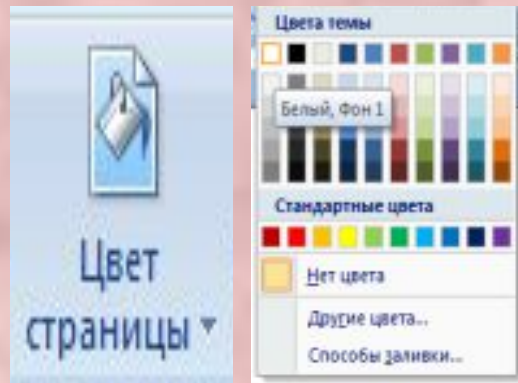 Цвет
страницы
Цвета темы
Белый, Фон 1
Стандартные цвета
Нет цвета
Другие цвета...
Способы заливки...